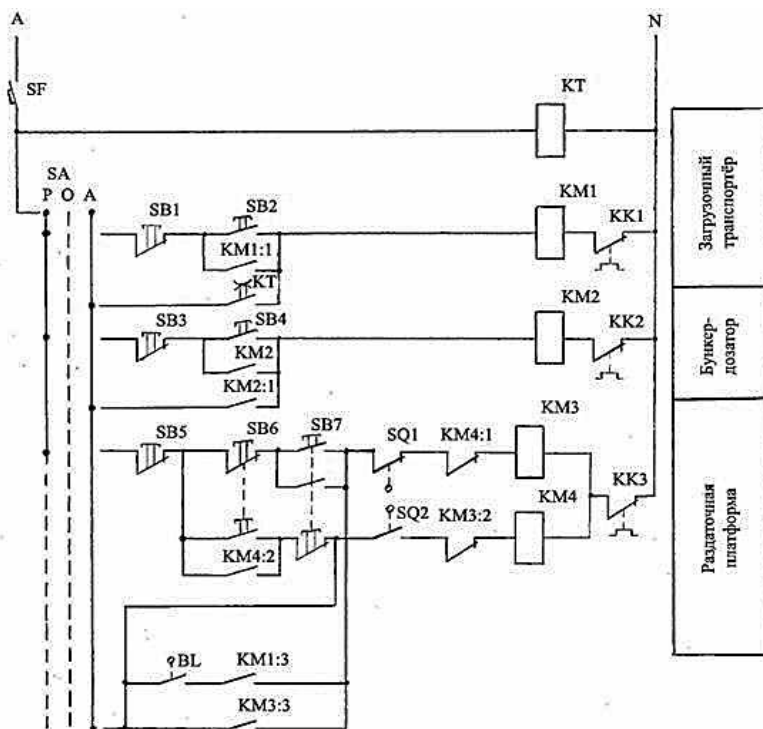 A
N
SF
KT
SA
P O A
SB1
SB2
KM1
KK1
KM1:1
KT
SB3
SB4
KM2
KK2
KM2
KM2:1
SB5
SB6
SB7
SQ1
KM4:1
KM3
KM4:2
SQ2
KM3:2
KM4
KK3
BL
KM1:3
KM3:3
Загрузочный
транспортёр
Бункер-
дозатор
Раздаточная
платформа